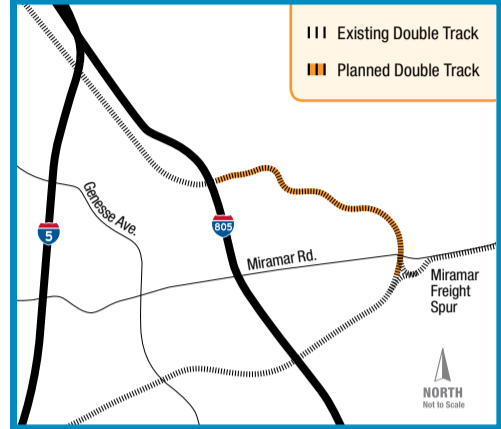 Existing Double Track
Planned Double Track
Genesse Ave.
5
805
Miramar Rd.
Miramar
Freight
Spur
NORTH
Not to Scale